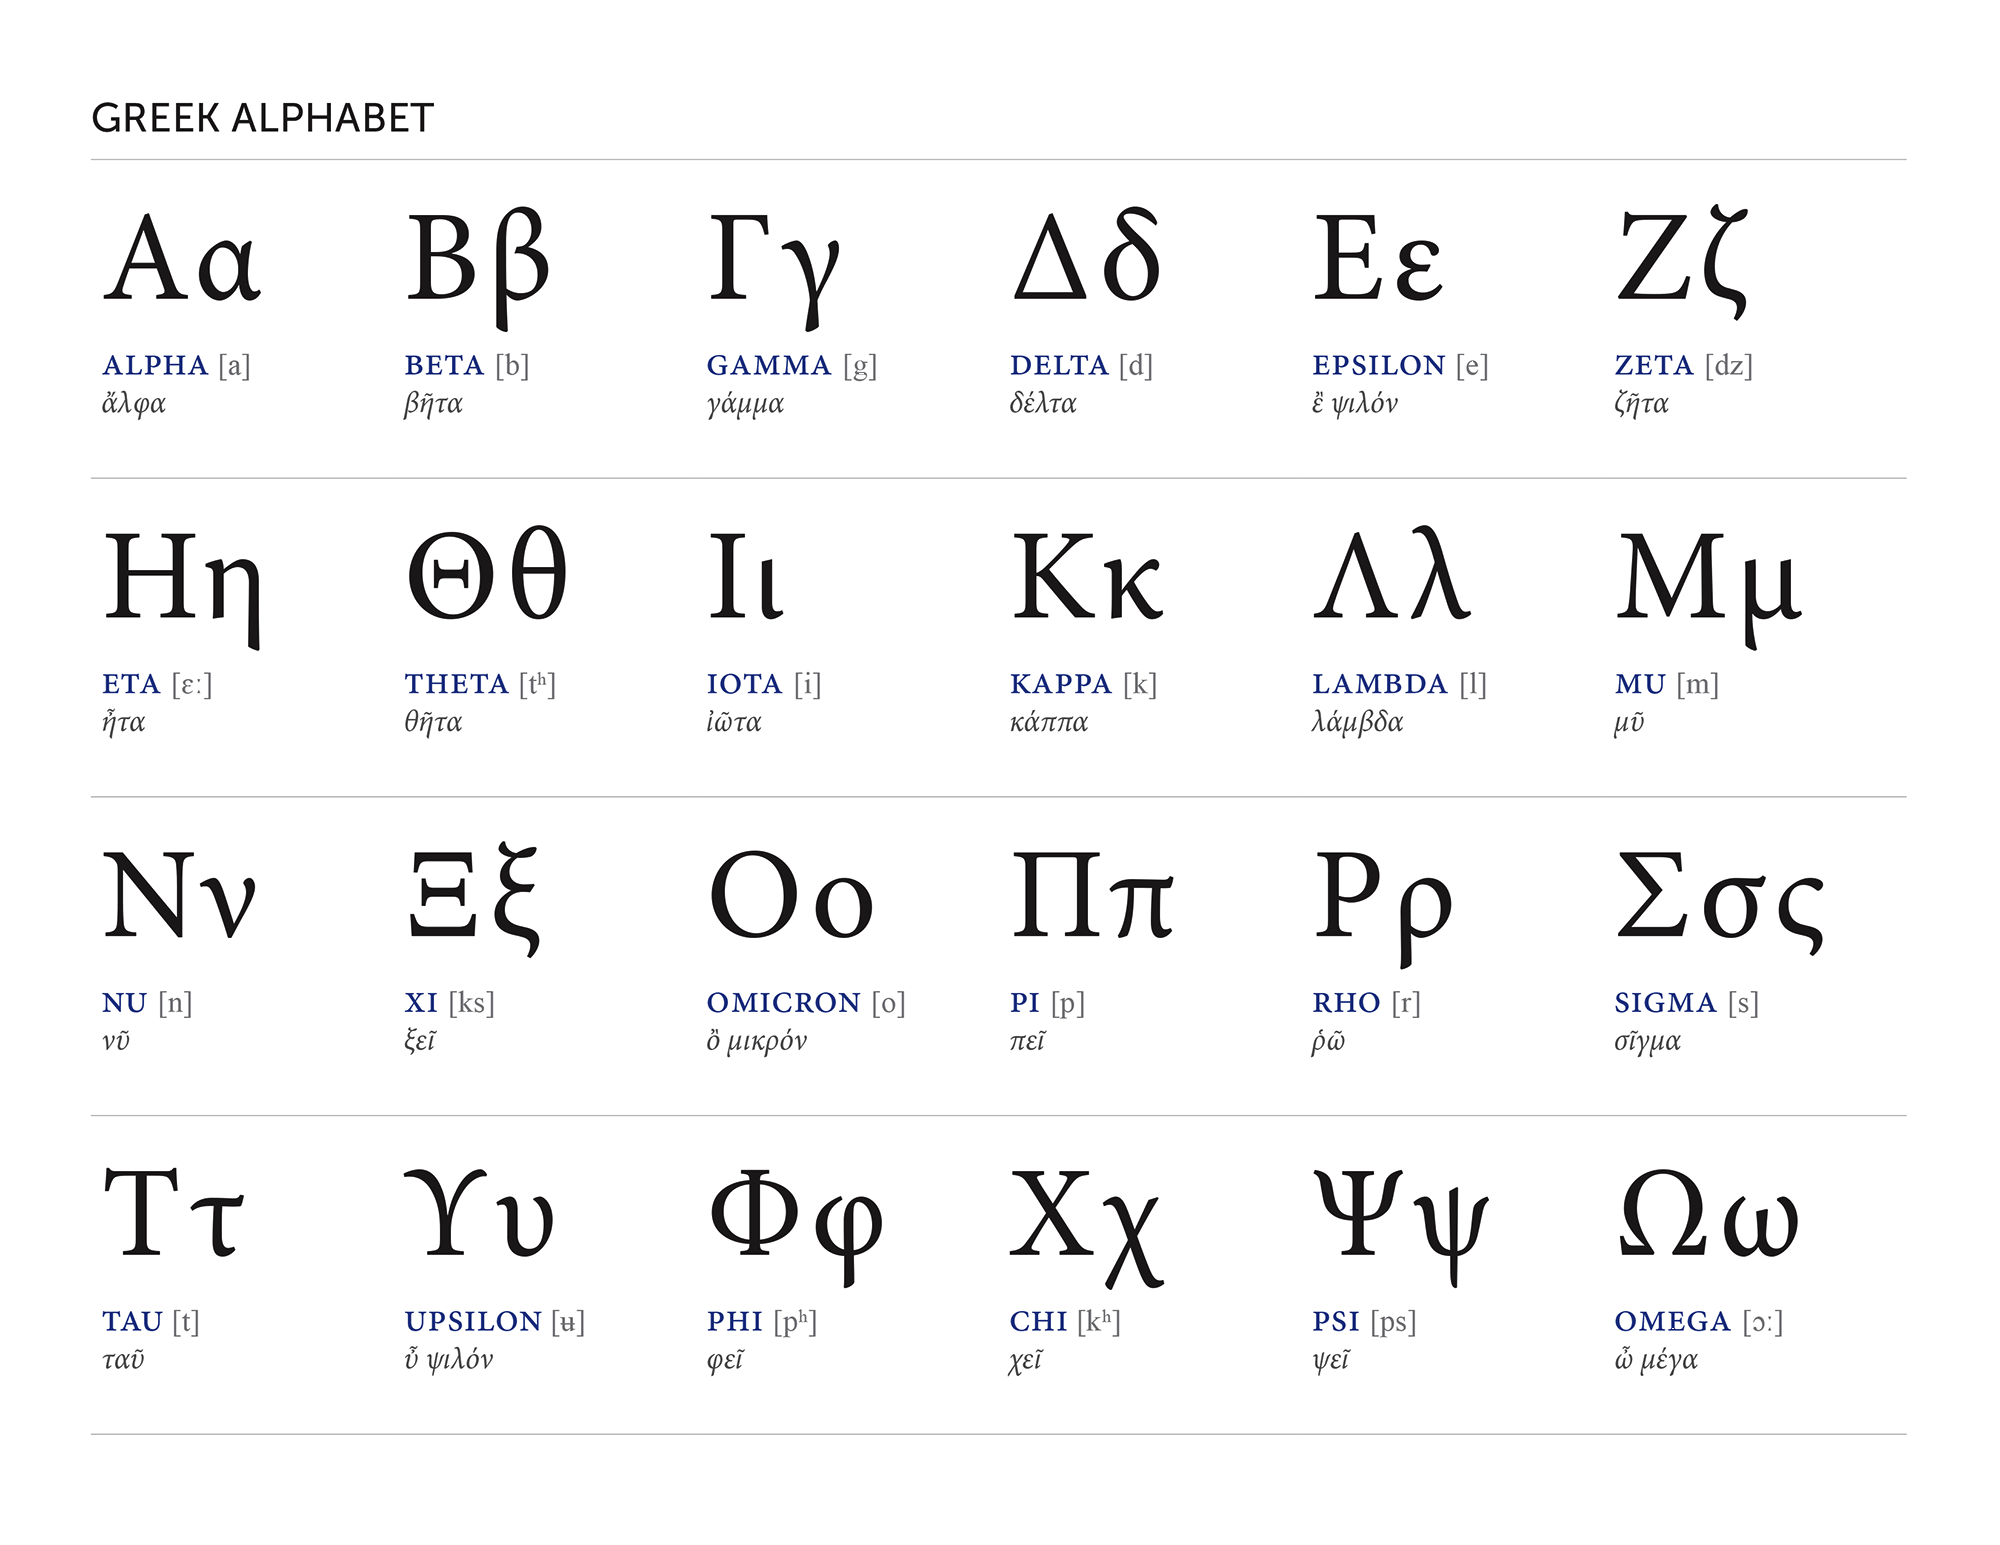 GREEK ALPHABET
Αα Ββ Γγ Δδ Εε Ζζ
ALPHA [a] BETA [b] GAMMA [g] DELTA [d] EPSILON [e] ZETA [dz]
ἄλφα βῆτα γάμμα δέλτα ἒ ψιλόν ζῆτα
Ηη Θθ Ιι Κκ Λλ Μμ
ETA [ɛː] THETA [tʰ] IOTA [i] KAPPA [k] LAMBDA [l] MU [m]
ἦτα θῆτα ἰῶτα κάππα λάμβδα μῦ
Νν Ξξ Οο Ππ Ρρ Σσς
NU [n] XI [ks] OMICRON [o] PI [p] RHO [r] SIGMA [s]
νῦ ξεῖ ὂ μικρόν πεῖ ῥῶ σῖγμα
Ττ ϒυ Φφ Χχ Ψψ Ωω
TAU [t] UPSILON [ʉ] PHI [pʰ] CHI [kʰ] PSI [ps] OMEGA [ɔː]
ταῦ ὖ ψιλόν φεῖ χεῖ ψεῖ ὦ μέγα